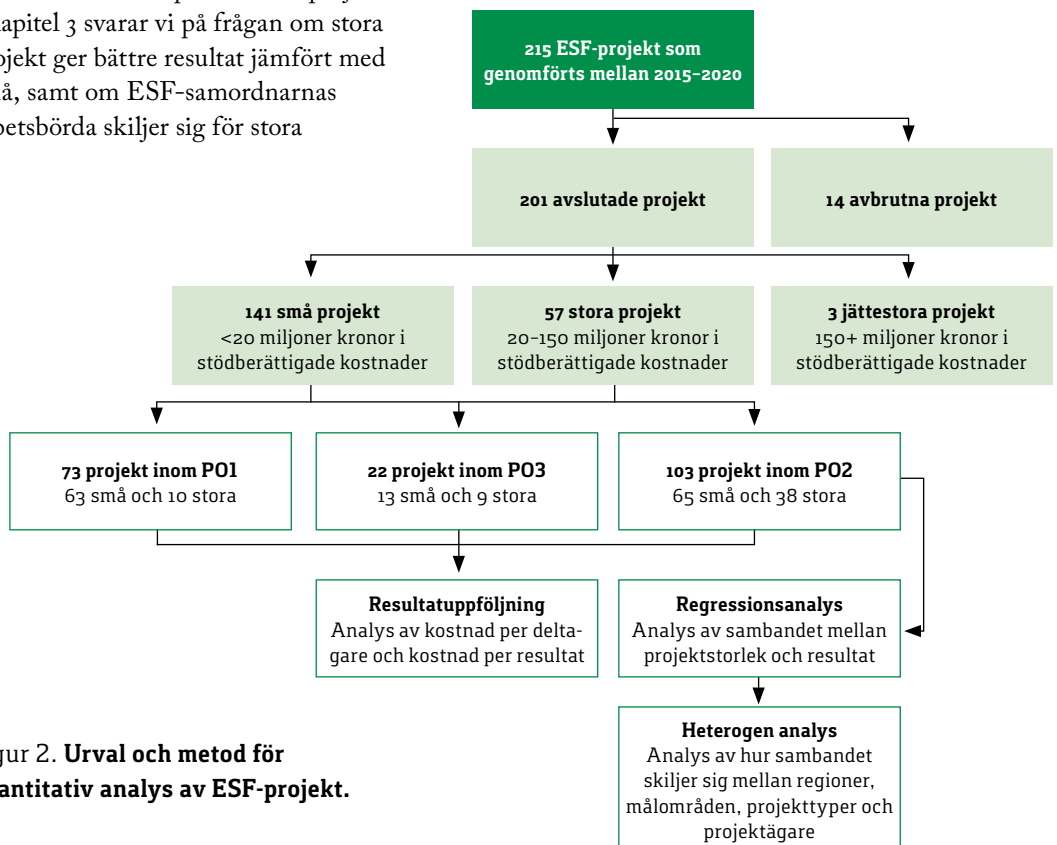 kapitel 3 svarar vi på frågan om stora
ojekt ger bättre resultat jämfört med
må, samt om ESF-samordnarnas
betsbörda skiljer sig för stora
215 ESF-projekt som
genomförts mellan 2015–2020
201 avslutade projekt
14 avbrutna projekt
141 små projekt
<20 miljoner kronor i
stödberättigade kostnader
57 stora projekt
20–150 miljoner kronor i
stödberättigade kostnader
3 jättestora projekt
150+ miljoner kronor i
stödberättigade kostnader
73 projekt inom PO1
63 små och 10 stora
22 projekt inom PO3
13 små och 9 stora
103 projekt inom PO2
65 små och 38 stora
Resultatuppföljning
Analys av kostnad per delta-
gare och kostnad per resultat
Regressionsanalys
Analys av sambandet mellan
projektstorlek och resultat
Heterogen analys
Analys av hur sambandet
skiljer sig mellan regioner,
målområden, projekttyper och
projektägare
gur 2. Urval och metod för
antitativ analys av ESF-projekt.